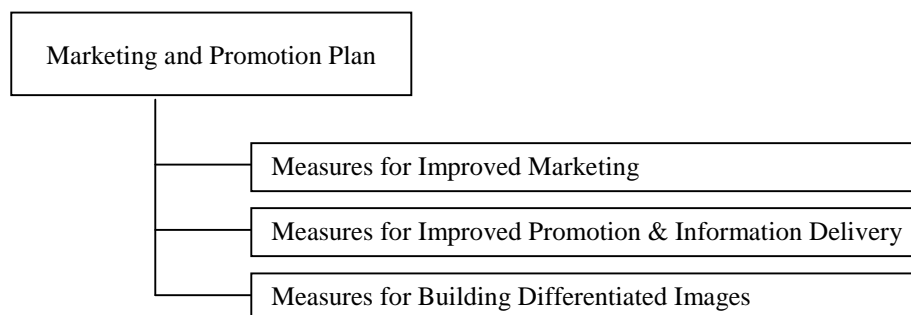 Marketing and Promotion Plan
Measures for Improved Marketing
Measures for Improved Promotion & Information Delivery
Measures for Building Differentiated Images